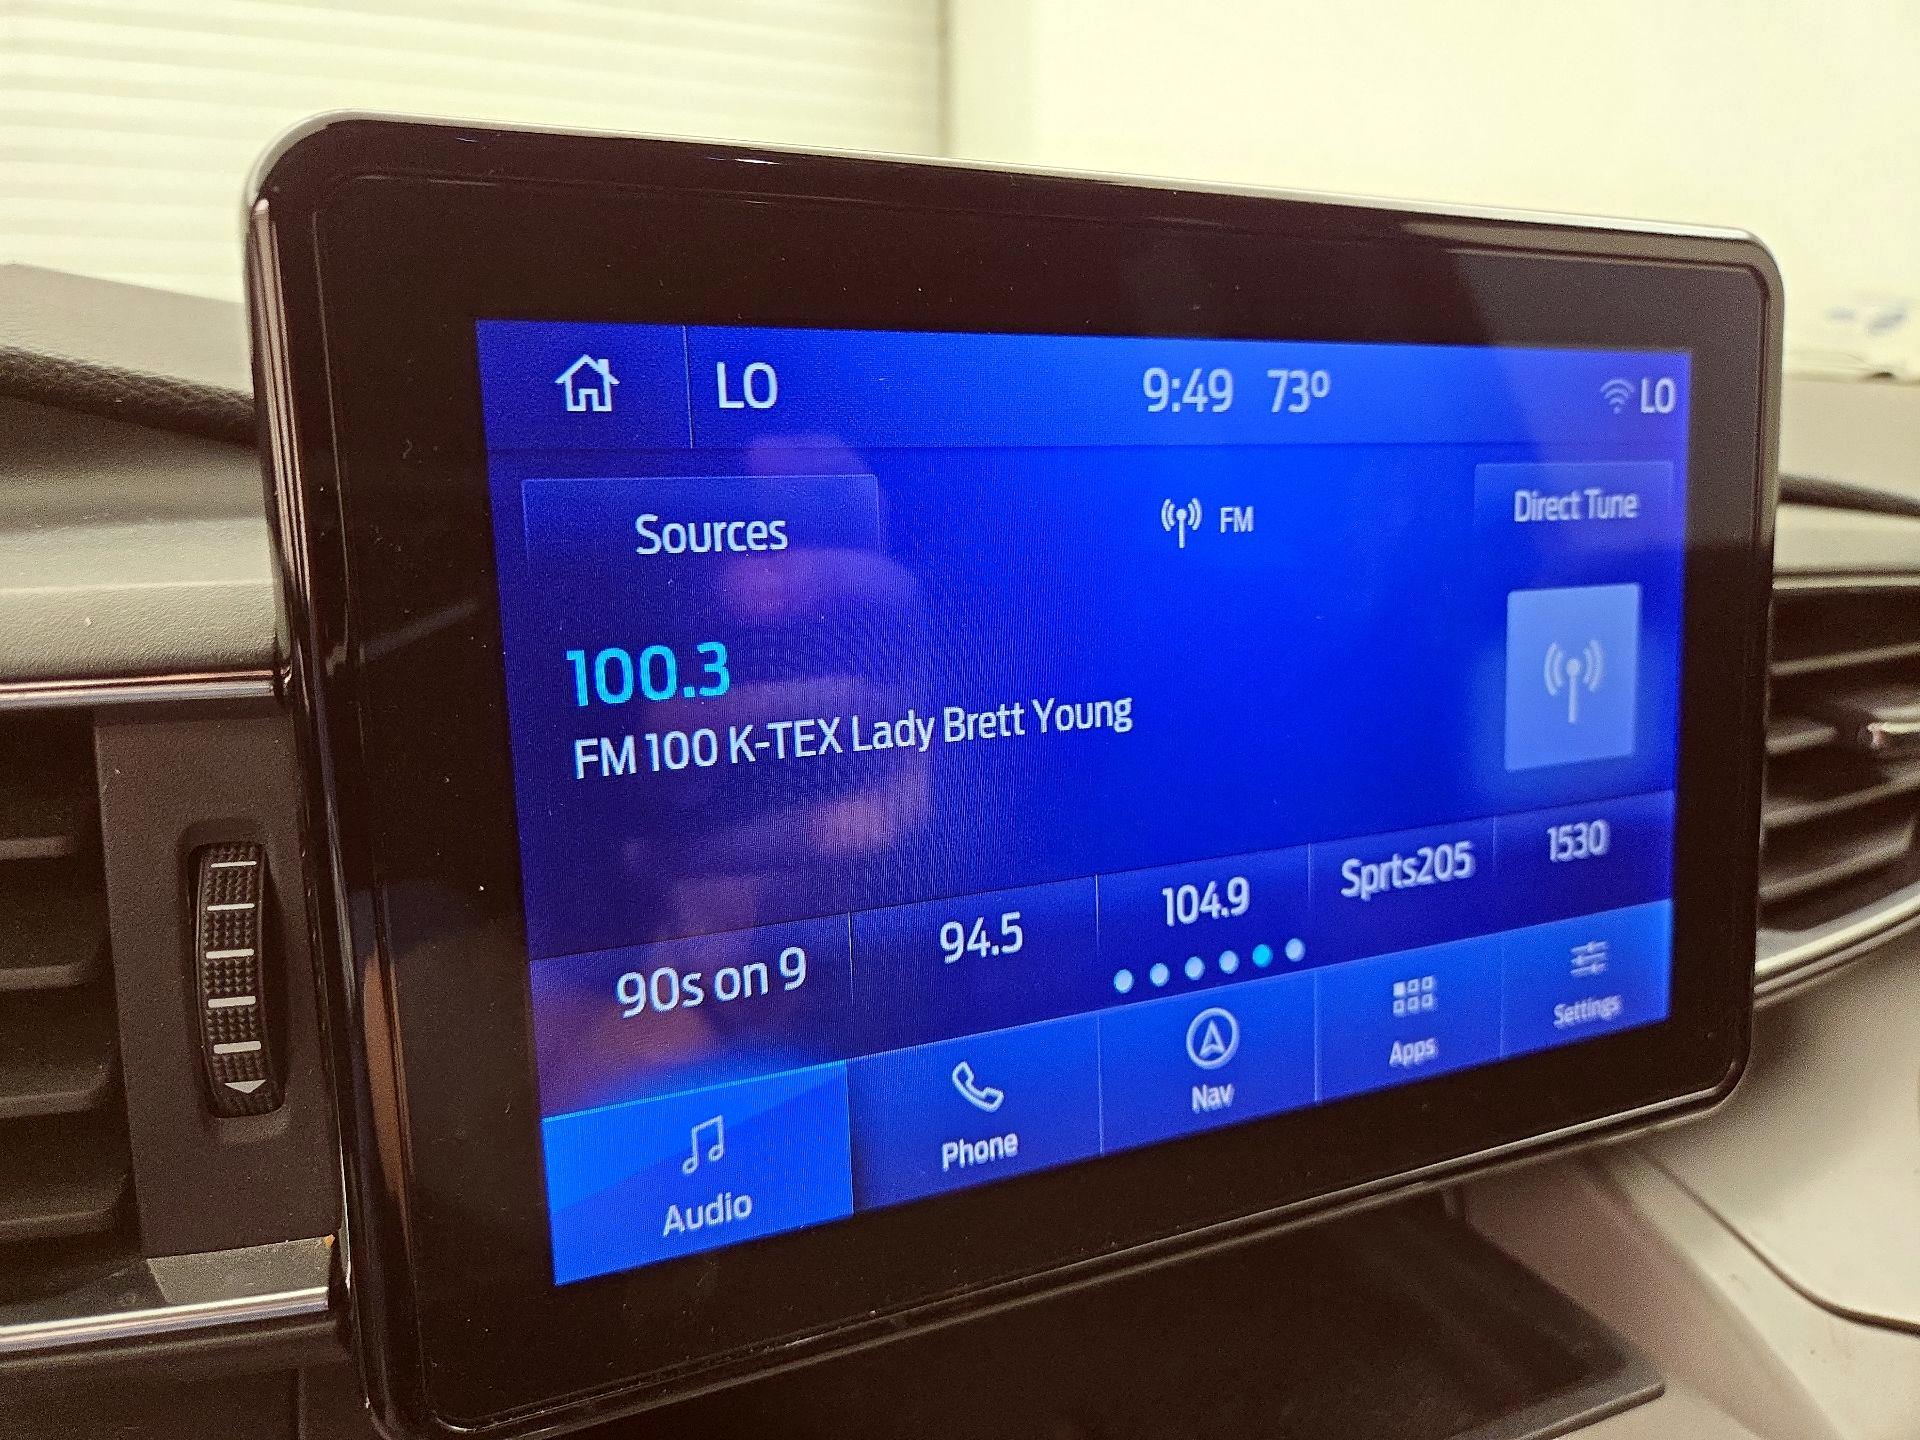 LO 9:49 73° LO
Sources FM Direct Tune
100.3
FM 100 K-TEX Lady Brett Young
90s on 9 94.5 104.9 Sprts205 1530
Audio Phone Nav Apps Settings